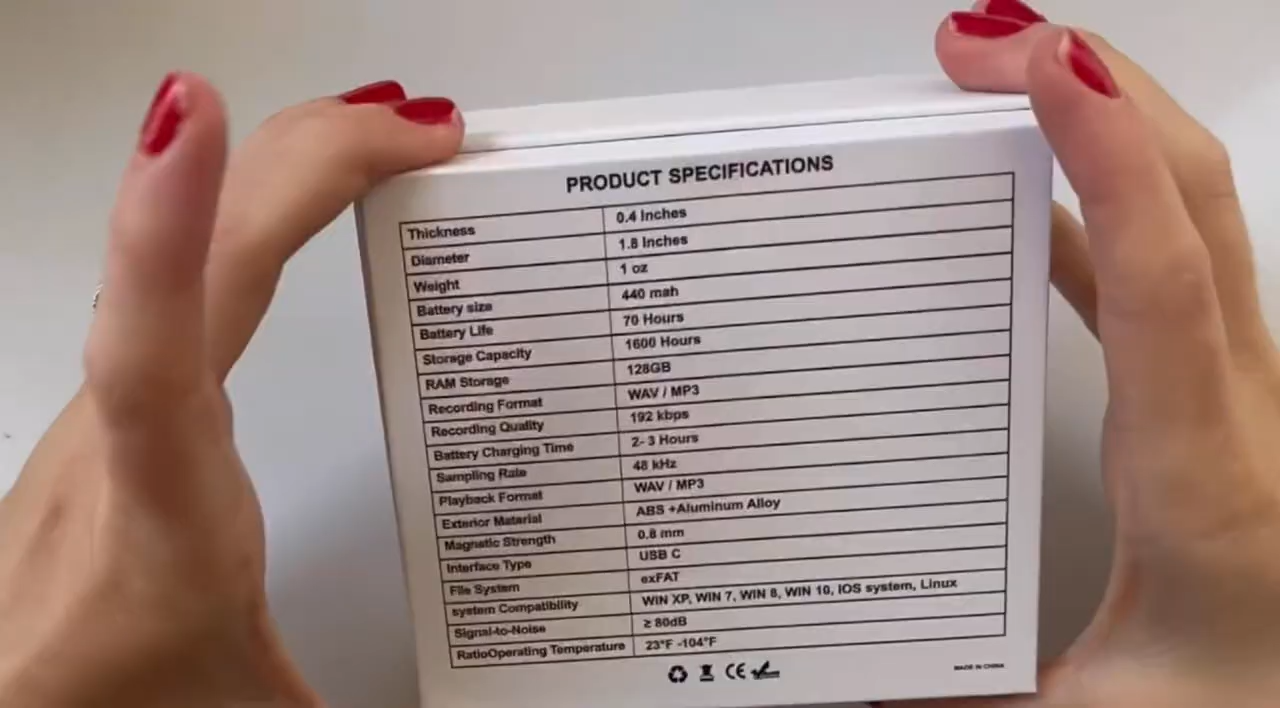 PRODUCT SPECIFICATIONS
Thickness 0.4 Inches
Diameter 1.8 Inches
Weight 1 oz
Battery size 440 mah
Battery Life 70 Hours
Storage Capacity 1600 Hours
RAM Storage 128GB
Recording Format WAV / MP3
Recording Quality 192 kbps
Battery Charging Time 2- 3 Hours
Sampling Rate 48 kHz
Playback Format WAV / MP3
Exterior Material ABS +Aluminum Alloy
Magnatic Strength 0.8 mm
Interface Type USB C
File System exFAT
system Compatibility WIN XP, WIN 7, WIN 8, WIN 10, IOS system, Linux
Signal-to-Noise ≥ 80dB
RatioOperating Temperature 23°F -104°F
CE
MADE IN CHINA